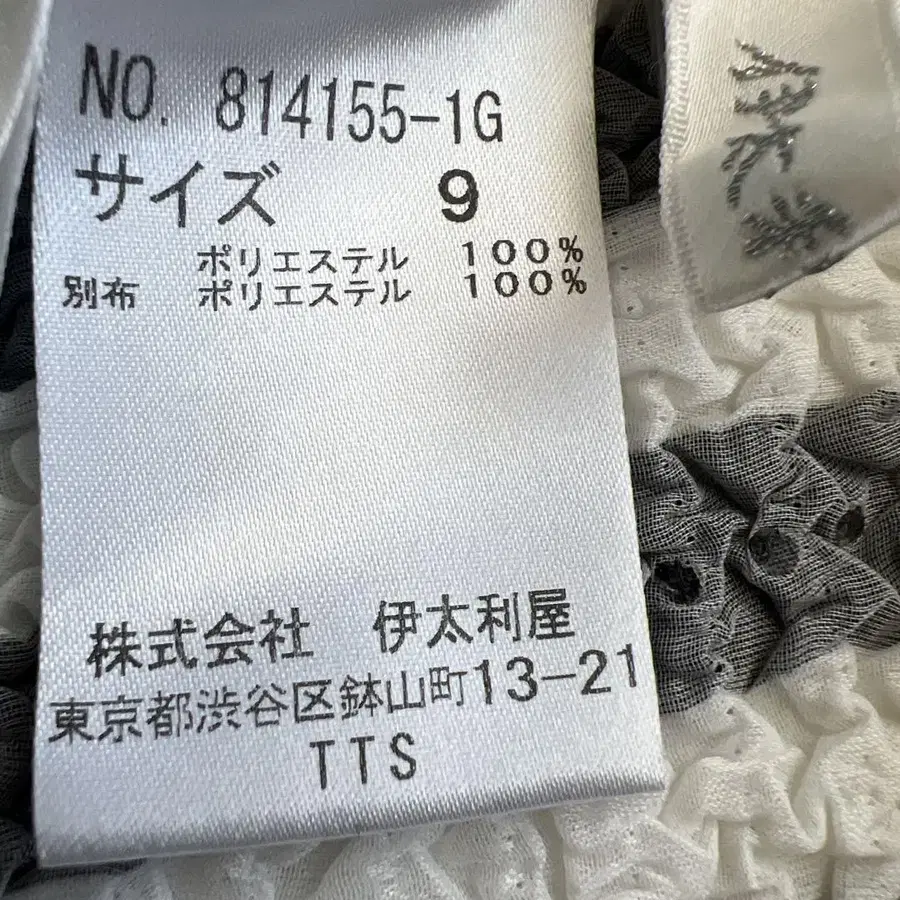 NO. 814155-1G
サイズ 9
ポリエステル 100%
別布 ポリエステル 100%
株式会社 伊太利屋
東京都渋谷区鉢山町13-21
TTS